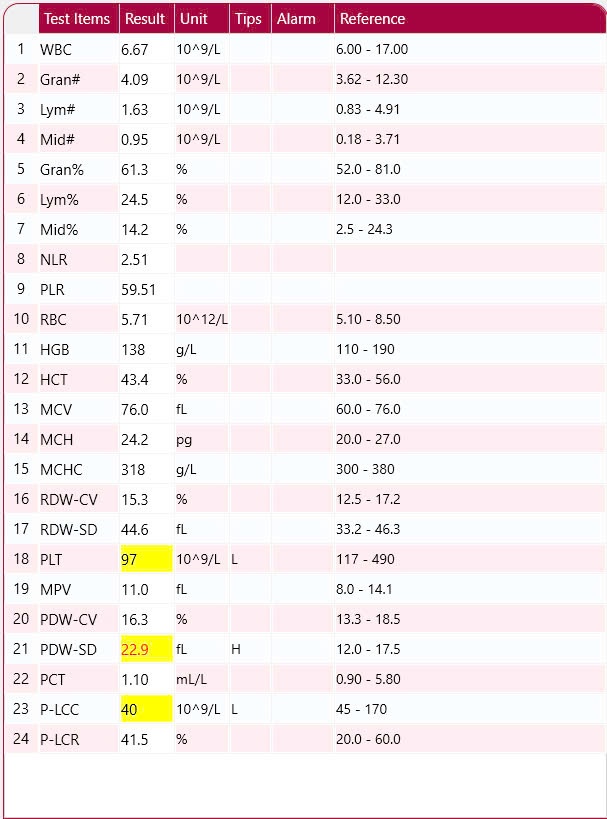 Test Items Result Unit Tips Alarm Reference
1 WBC 6.67 10^9/L 6.00 - 17.00
2 Gran# 4.09 10^9/L 3.62 - 12.30
3 Lym# 1.63 10^9/L 0.83 - 4.91
4 Mid# 0.95 10^9/L 0.18 - 3.71
5 Gran% 61.3 % 52.0 - 81.0
6 Lym% 24.5 % 12.0 - 33.0
7 Mid% 14.2 % 2.5 - 24.3
8 NLR 2.51
9 PLR 59.51
10 RBC 5.71 10^12/L 5.10 - 8.50
11 HGB 138 g/L 110 - 190
12 HCT 43.4 % 33.0 - 56.0
13 MCV 76.0 fL 60.0 - 76.0
14 MCH 24.2 pg 20.0 - 27.0
15 MCHC 318 g/L 300 - 380
16 RDW-CV 15.3 % 12.5 - 17.2
17 RDW-SD 44.6 fL 33.2 - 46.3
18 PLT 97 10^9/L L 117 - 490
19 MPV 11.0 fL 8.0 - 14.1
20 PDW-CV 16.3 % 13.3 - 18.5
21 PDW-SD 22.9 fL H 12.0 - 17.5
22 PCT 1.10 mL/L 0.90 - 5.80
23 P-LCC 40 10^9/L L 45 - 170
24 P-LCR 41.5 % 20.0 - 60.0